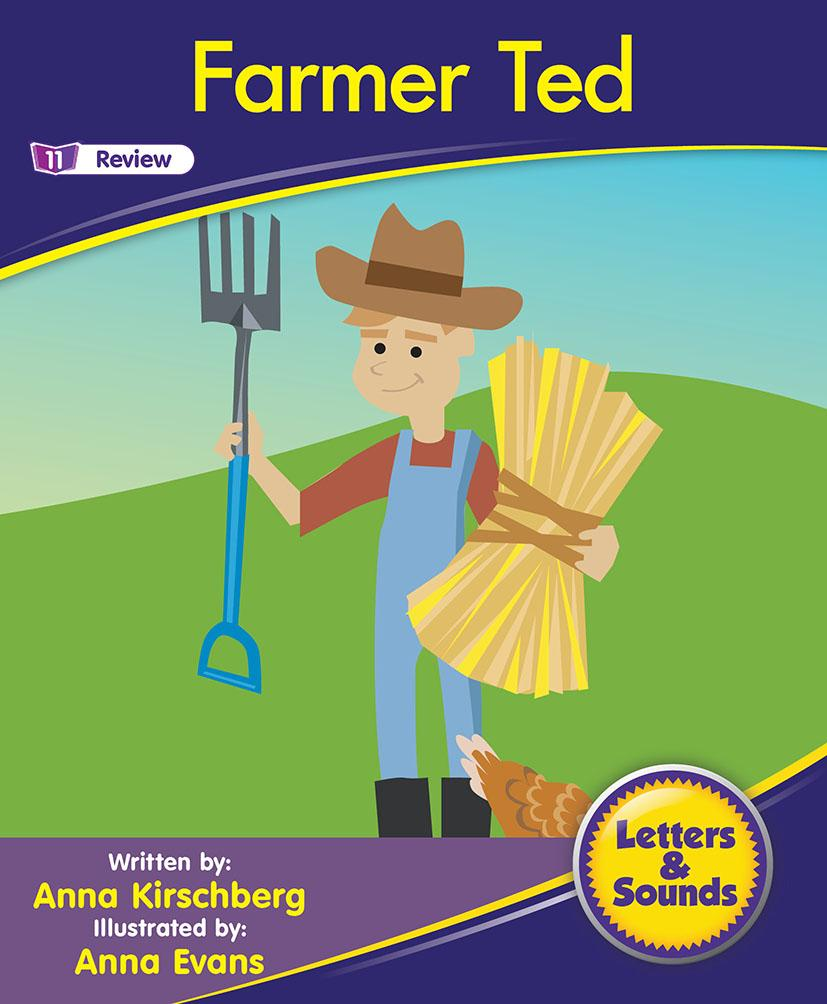 Farmer Ted
11 Review
Written by:
Anna Kirschberg
Illustrated by:
Anna Evans
Letters
&
Sounds